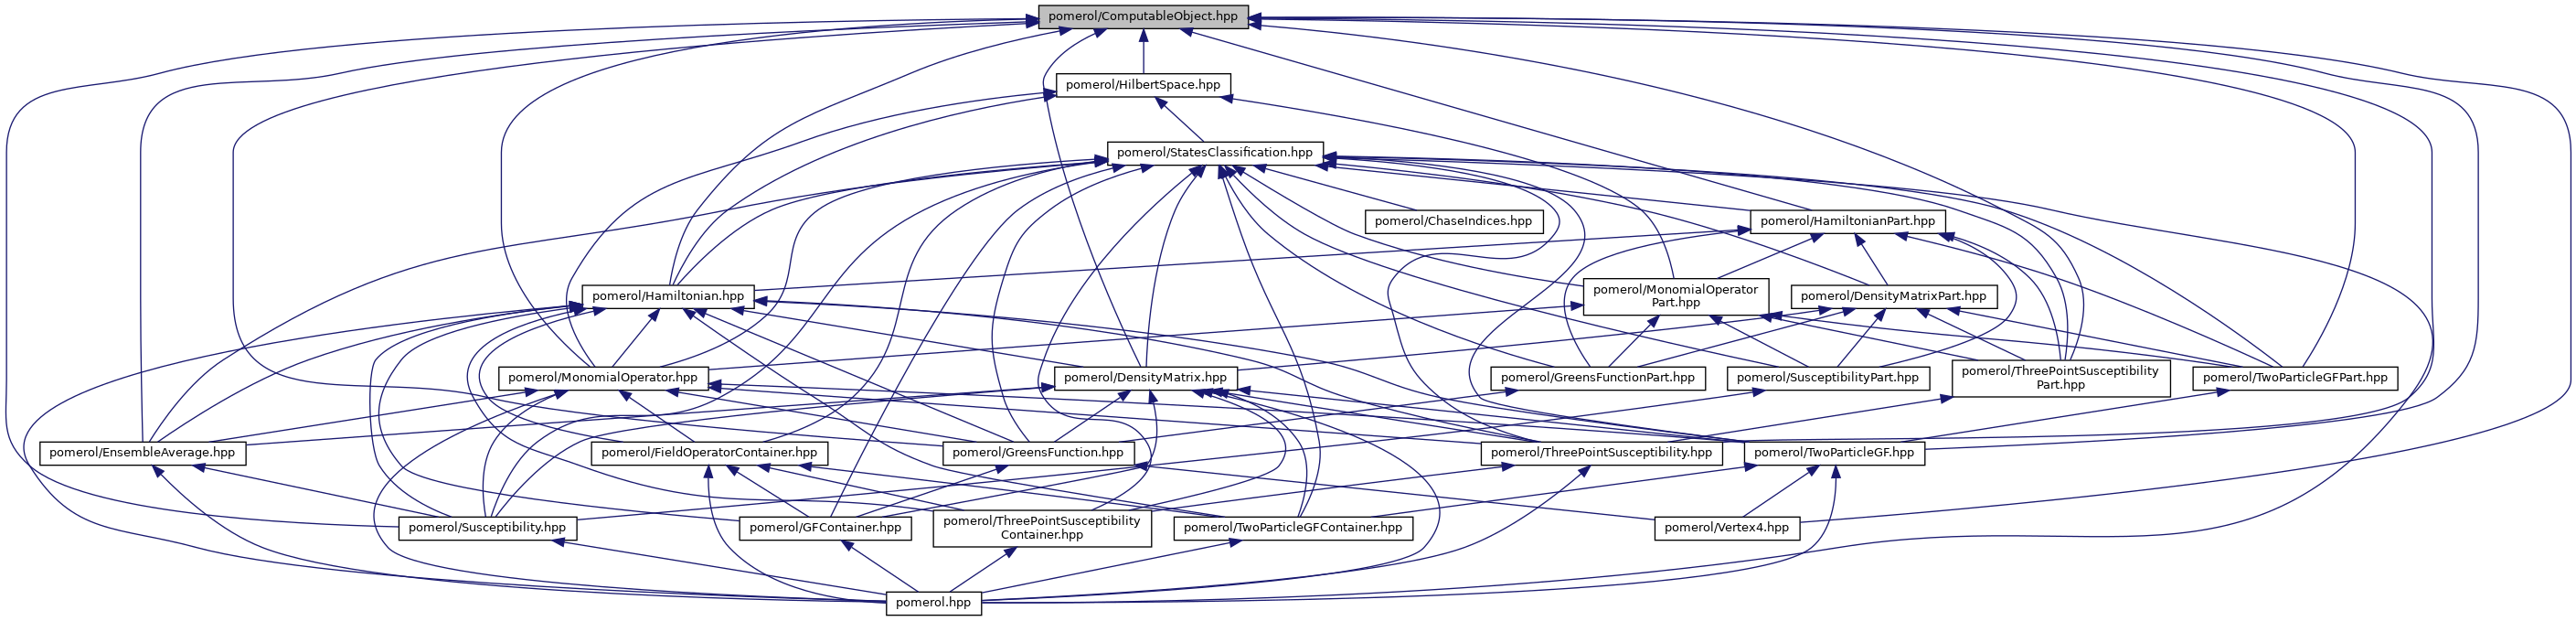 pomerol/ComputableObject.hpp
pomerol/HilbertSpace.hpp
pomerol/StatesClassification.hpp
pomerol/ChaseIndices.hpp
pomerol/HamiltonianPart.hpp
pomerol/Hamiltonian.hpp
pomerol/MonomialOperator
Part.hpp
pomerol/DensityMatrixPart.hpp
pomerol/MonomialOperator.hpp
pomerol/DensityMatrix.hpp
pomerol/GreensFunctionPart.hpp
pomerol/SusceptibilityPart.hpp
pomerol/ThreePointSusceptibility
Part.hpp
pomerol/TwoParticleGFPart.hpp
pomerol/EnsembleAverage.hpp
pomerol/FieldOperatorContainer.hpp
pomerol/GreensFunction.hpp
pomerol/ThreePointSusceptibility.hpp
pomerol/TwoParticleGF.hpp
pomerol/Susceptibility.hpp
pomerol/GFContainer.hpp
pomerol/ThreePointSusceptibility
Container.hpp
pomerol/TwoParticleGFContainer.hpp
pomerol/Vertex4.hpp
pomerol.hpp